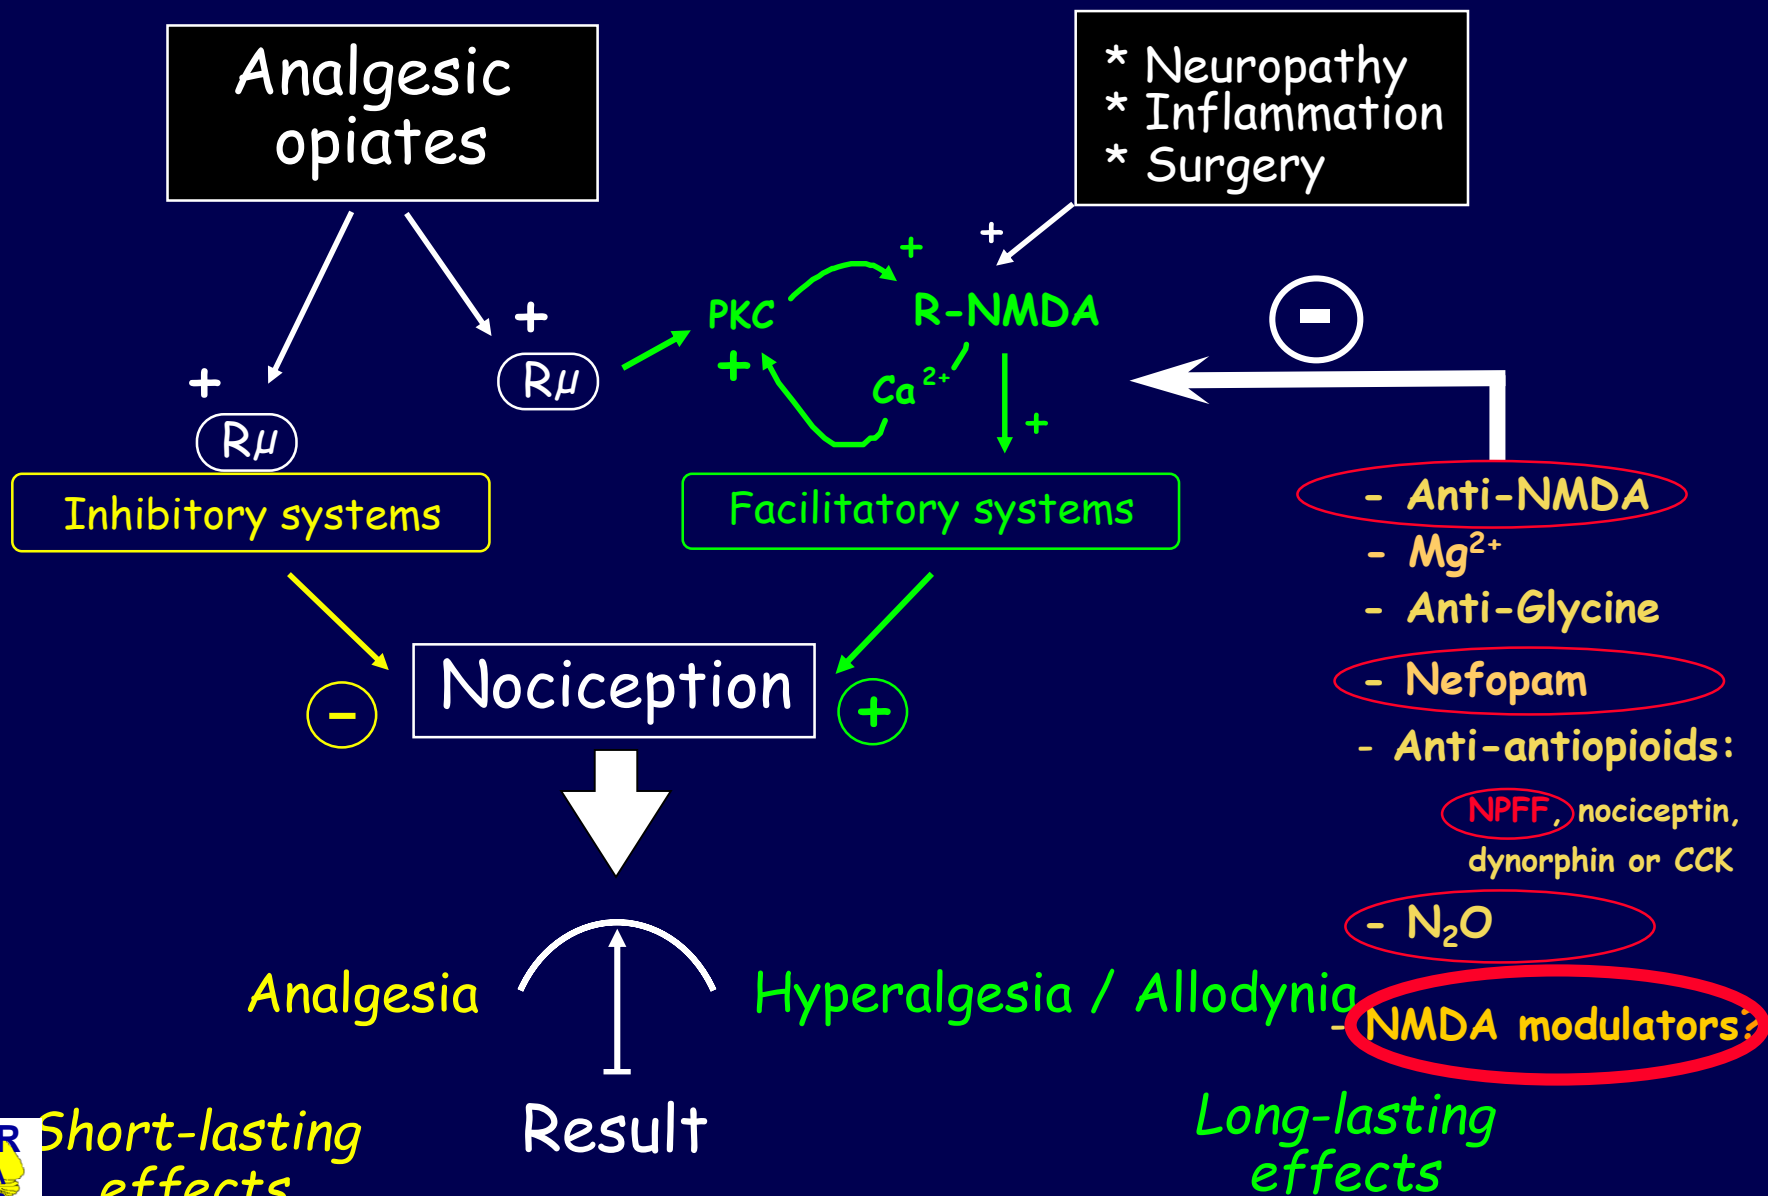 Analgesic
opiates
* Neuropathy
* Inflammation
* Surgery
+
+
+
+
PKC
R-NMDA
-
+
Rµ
Ca 2+
+
+
Rµ
Inhibitory systems
Facilitatory systems
- Anti-NMDA
- Mg2+
- Anti-Glycine
- Nefopam
- Anti-antiopioids:
NPFF, nociceptin,
dynorphin or CCK
- N2O
- NMDA modulators?
-
Nociception
+
Analgesia
Hyperalgesia / Allodynia
Result
Short-lasting
effects
Long-lasting
effects
R